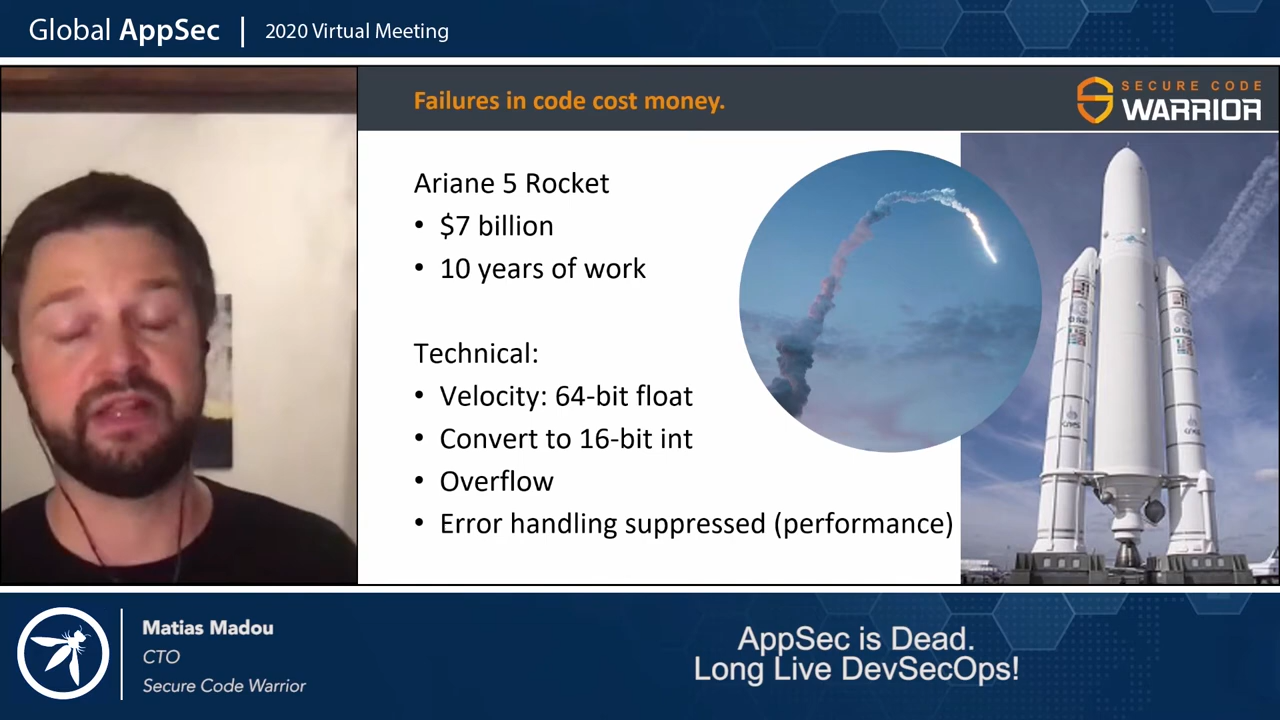 Global AppSec | 2020 Virtual Meeting
Failures in code cost money.
SECURE CODE
WARRIOR
Ariane 5 Rocket
• $7 billion
• 10 years of work
Technical:
• Velocity: 64-bit float
• Convert to 16-bit int
• Overflow
• Error handling suppressed (performance)
Matias Madou
CTO
Secure Code Warrior
AppSec is Dead.
Long Live DevSecOps!